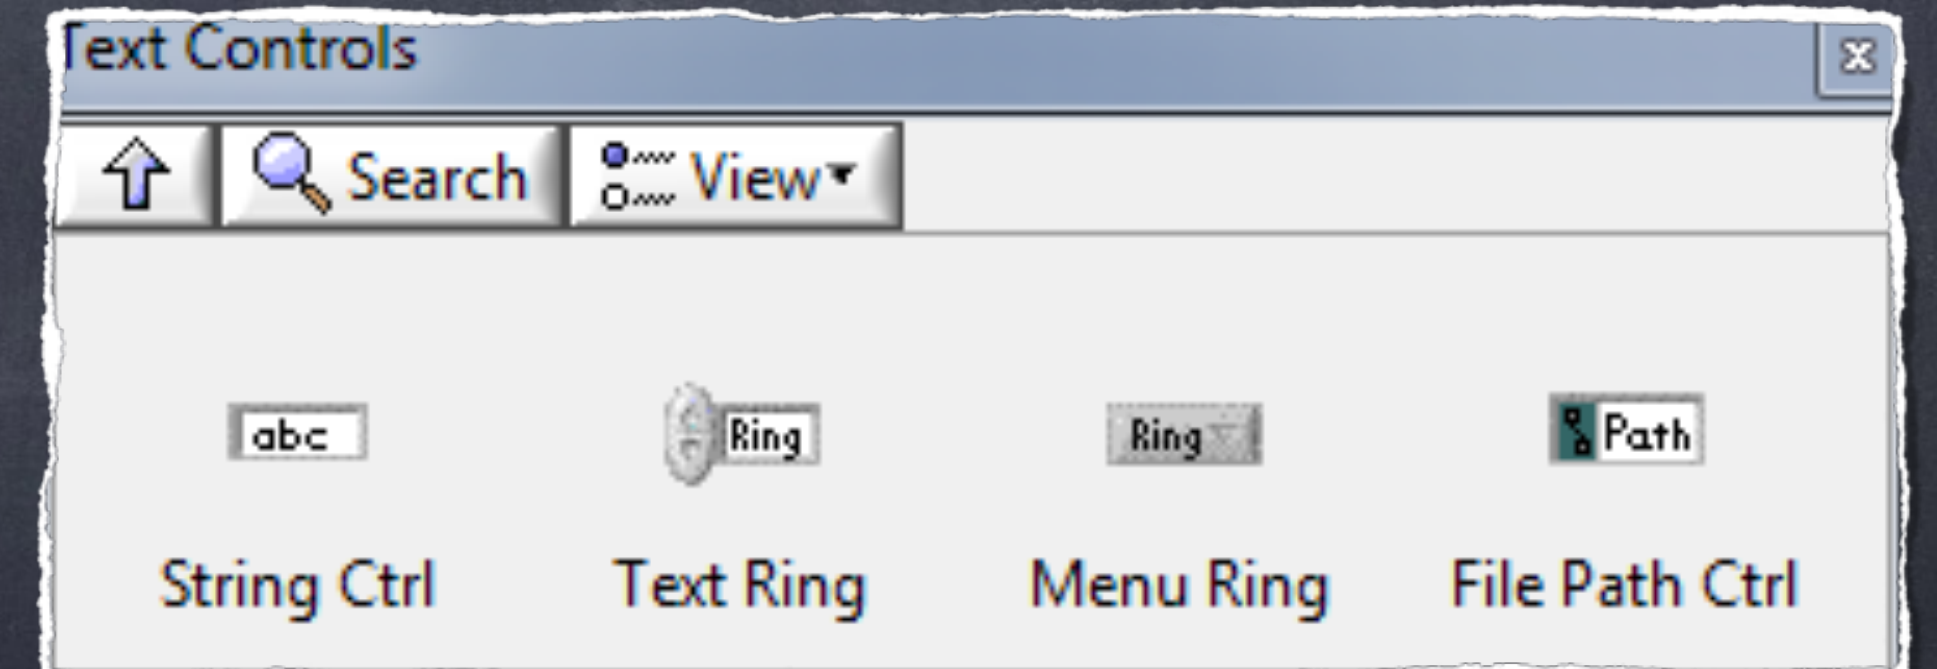 Text Controls
Search View
abc Ring Ring Path
String Ctrl Text Ring Menu Ring File Path Ctrl